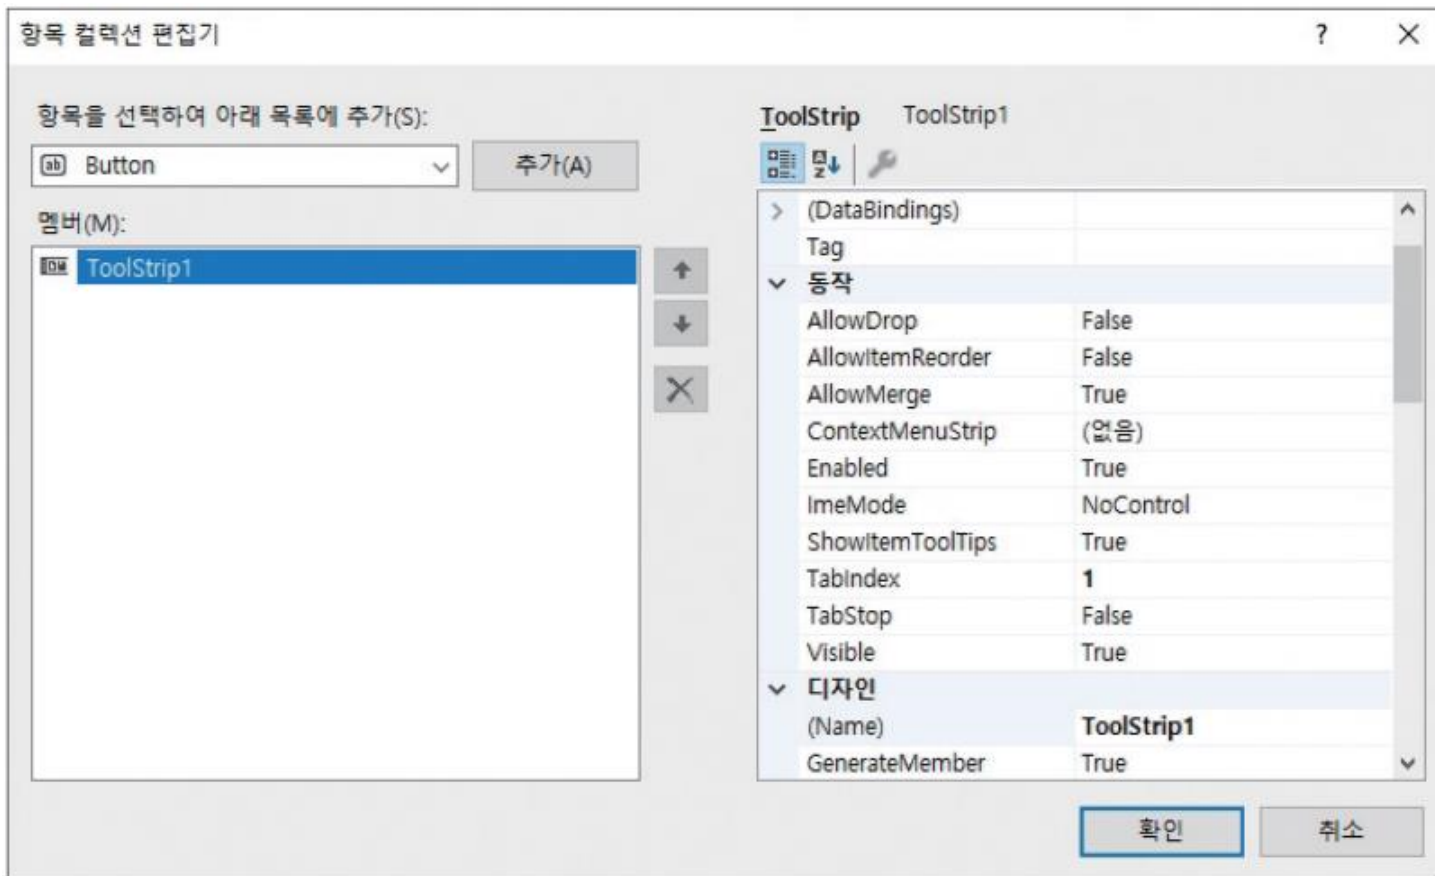 항목 컬렉션 편집기
?
항목을 선택하여 아래 목록에 추가(S):
Button
추가(A)
멤버(M):
ToolStrip1
ToolStrip ToolStrip1
(DataBindings)
Tag
동작
AllowDrop False
AllowItemReorder False
AllowMerge True
ContextMenuStrip (없음)
Enabled True
ImeMode NoControl
ShowItemToolTips True
TabIndex 1
TabStop False
Visible True
디자인
(Name) ToolStrip1
GenerateMember True
확인 취소